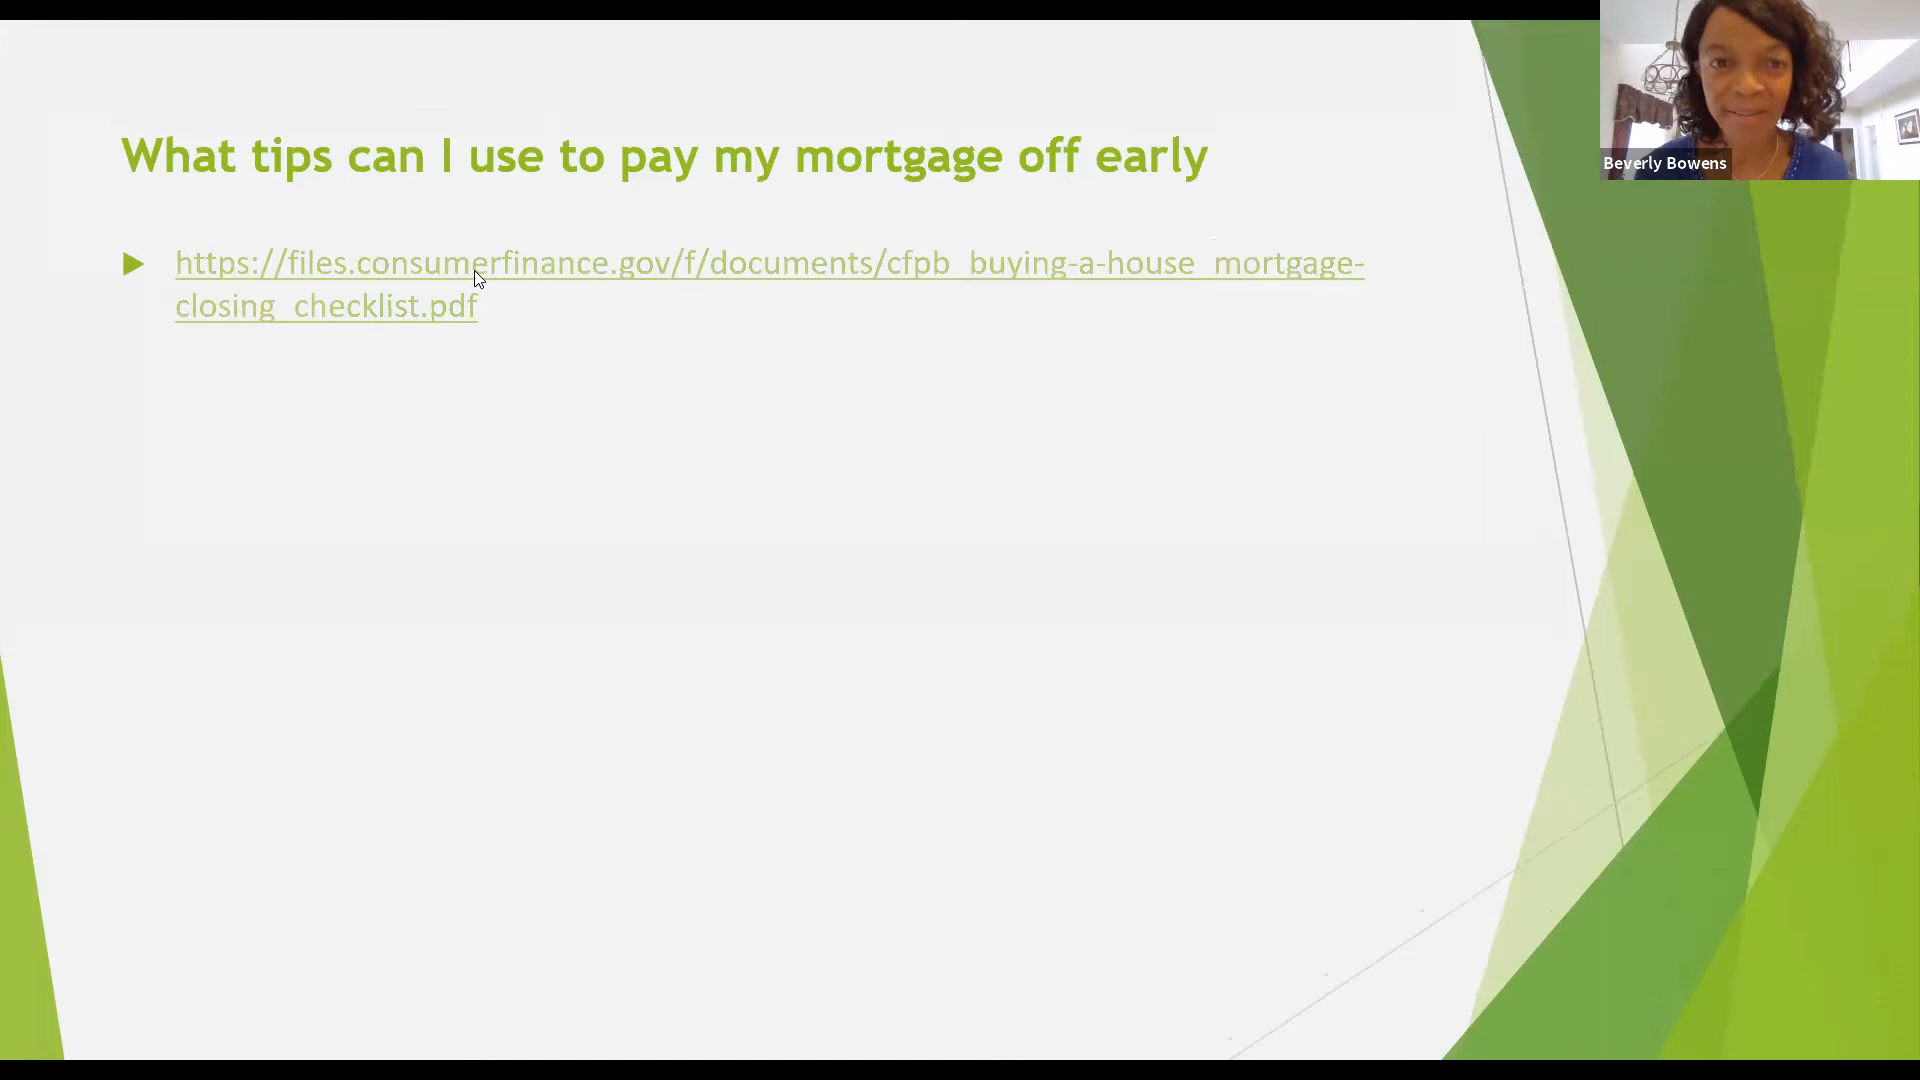 What tips can I use to pay my mortgage off early
https://files.consumerfinance.gov/f/documents/cfpb_buying-a-house_mortgage-
closing_checklist.pdf
Beverly Bowens